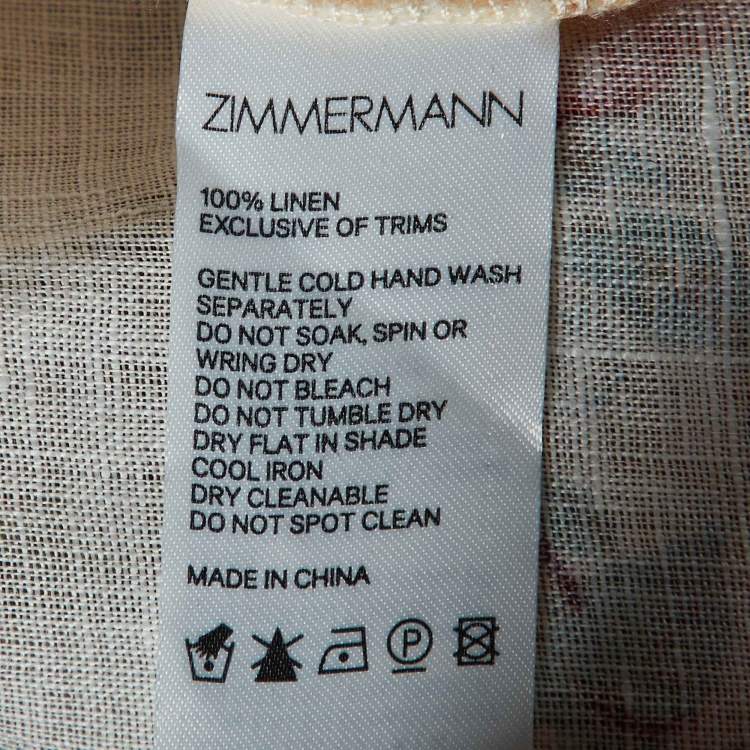 ZIMMERMANN
100% LINEN
EXCLUSIVE OF TRIMS
GENTLE COLD HAND WASH
SEPARATELY
DO NOT SOAK, SPIN OR
WRING DRY
DO NOT BLEACH
DO NOT TUMBLE DRY
DRY FLAT IN SHADE
COOL IRON
DRY CLEANABLE
DO NOT SPOT CLEAN
MADE IN CHINA
P